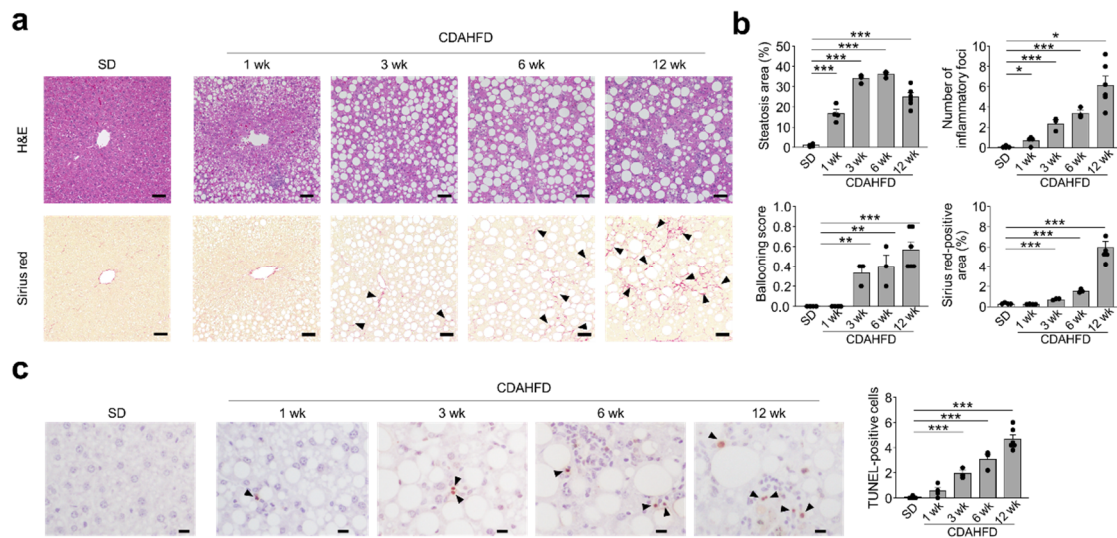 a
CDAHFD
SD
1 wk
3 wk
6 wk
12 wk
H&E
Sirius red
b
Steatosis area (%)
50
40
30
20
10
0
***
***
***
***
SD
1 wk
3 wk
6 wk
12 wk
CDAHFD
Number of
inflammatory foci
10
8
6
4
2
0
*
***
***
*
SD
1 wk
3 wk
6 wk
12 wk
CDAHFD
Ballooning score
1.0
0.8
0.6
0.4
0.2
0.0
***
**
**
SD
1 wk
3 wk
6 wk
12 wk
CDAHFD
Sirius red-positive
area (%)
10
8
6
4
2
0
***
***
***
SD
1 wk
3 wk
6 wk
12 wk
CDAHFD
c
CDAHFD
SD
1 wk
3 wk
6 wk
12 wk
TUNEL-positive cells
8
6
4
2
0
***
***
***
SD
1 wk
3 wk
6 wk
12 wk
CDAHFD